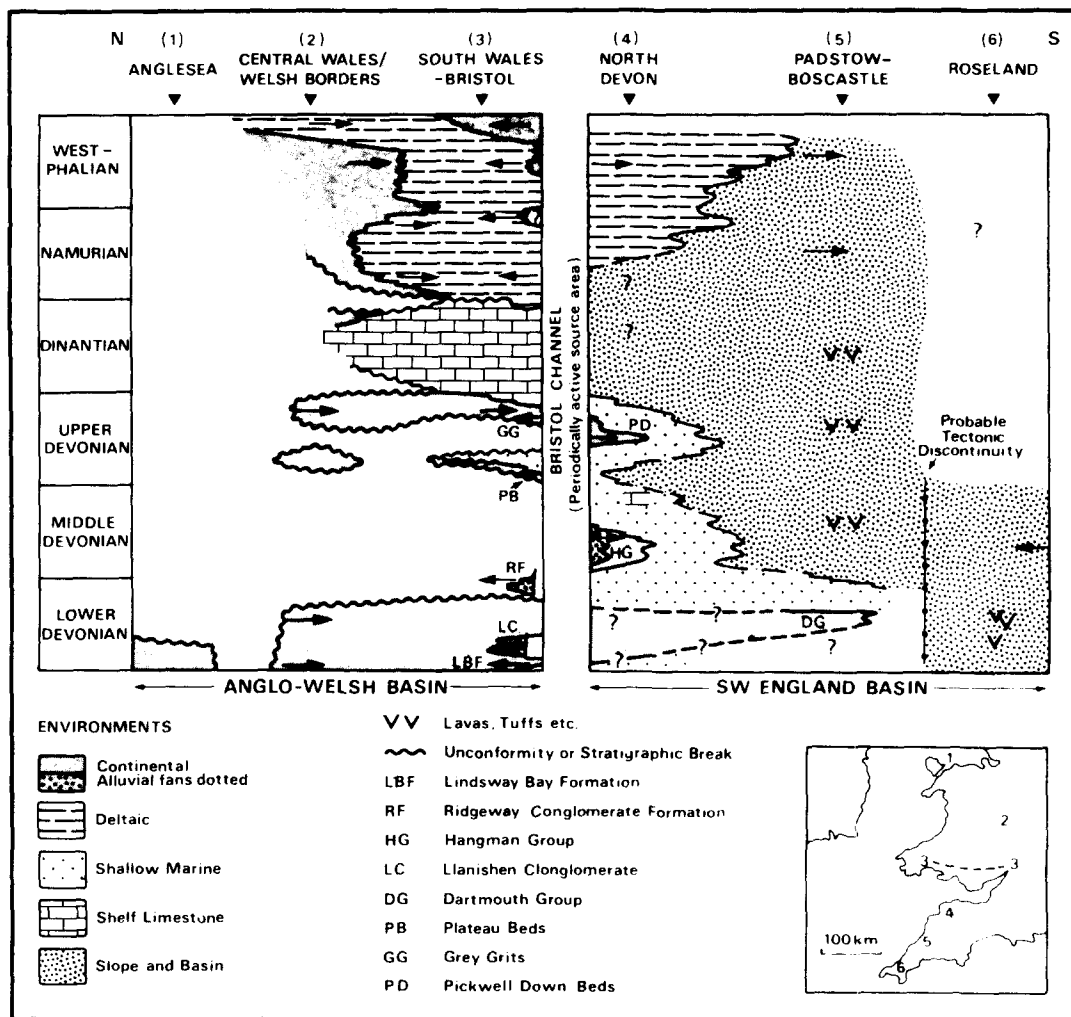 N (1) (2) (3) (4) (5) (6) S
ANGLESEA
CENTRAL WALES/
WELSH BORDERS
SOUTH WALES
-BRISTOL
NORTH
DEVON
PADSTOW-
BOSCASTLE
ROSELAND
WEST-
PHALIAN
NAMURIAN
DINANTIAN
UPPER
DEVONIAN
MIDDLE
DEVONIAN
LOWER
DEVONIAN
GG
PB
RF
LC
LBF
BRISTOL CHANNEL
(Periodically active source area)
?
?
?
PD
HG
Probable
Tectonic
Discontinuity
? ? DG
? ? ?
ANGLO-WELSH BASIN
SW ENGLAND BASIN
ENVIRONMENTS
Continental
Alluvial fans dotted
Deltaic
Shallow Marine
Shelf Limestone
Slope and Basin
Lavas, Tuffs etc.
Unconformity or Stratigraphic Break
LBF Lindsway Bay Formation
RF Ridgeway Conglomerate Formation
HG Hangman Group
LC Llanishen Clonglomerate
DG Dartmouth Group
PB Plateau Beds
GG Grey Grits
PD Pickwell Down Beds
1
2
3 3
4
5
6
100 km